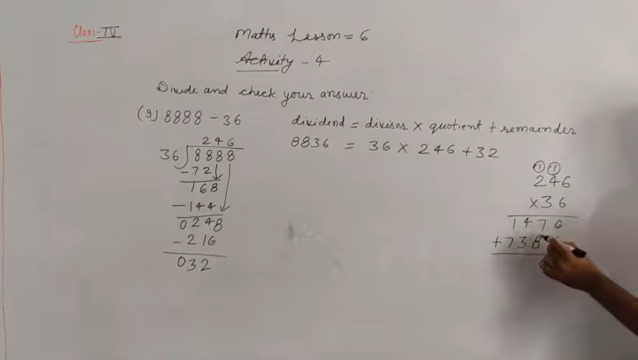 Class-IV
Maths Lesson = 6
Activity - 4
Divide and check your answer
(9) 8888 - 36
dividend = divisor × quotient + remainder
8836 = 36 × 246 + 32
246
36 ) 8888
-72
168
-144
0248
- 216
032
1 1
246
×36
1476
+738